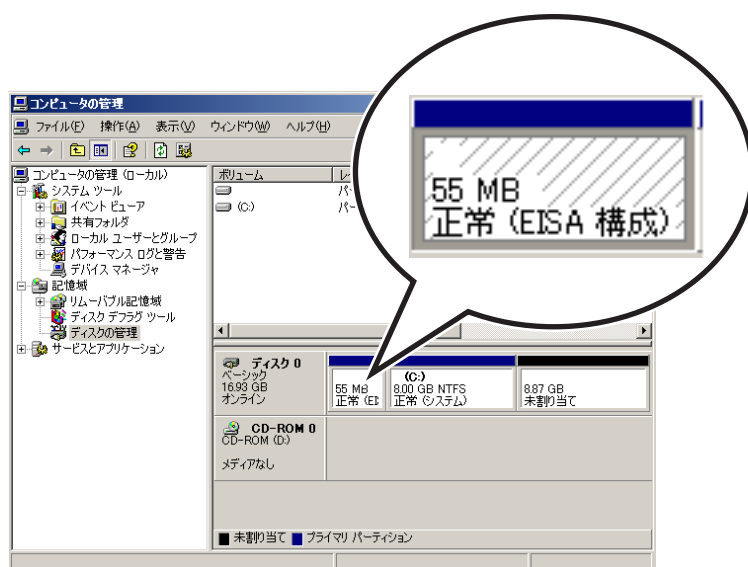 コンピュータの管理
ファイル(F) 操作(A) 表示(V) ウィンドウ(W) ヘルプ(H)
コンピュータの管理 (ローカル)
システム ツール
イベント ビューア
共有フォルダ
ローカル ユーザーとグループ
パフォーマンス ログと警告
デバイス マネージャ
記憶域
リムーバブル記憶域
ディスク デフラグ ツール
ディスクの管理
サービスとアプリケーション
ボリューム
(C:)
55 MB
正常 (EISA 構成)
ディスク 0
ベーシック
16.93 GB
オンライン
55 MB
正常 (EI
(C:)
8.00 GB NTFS
正常 (システム)
8.87 GB
未割り当て
CD-ROM 0
CD-ROM (D:)
メディアなし
未割り当て プライマリ パーティション